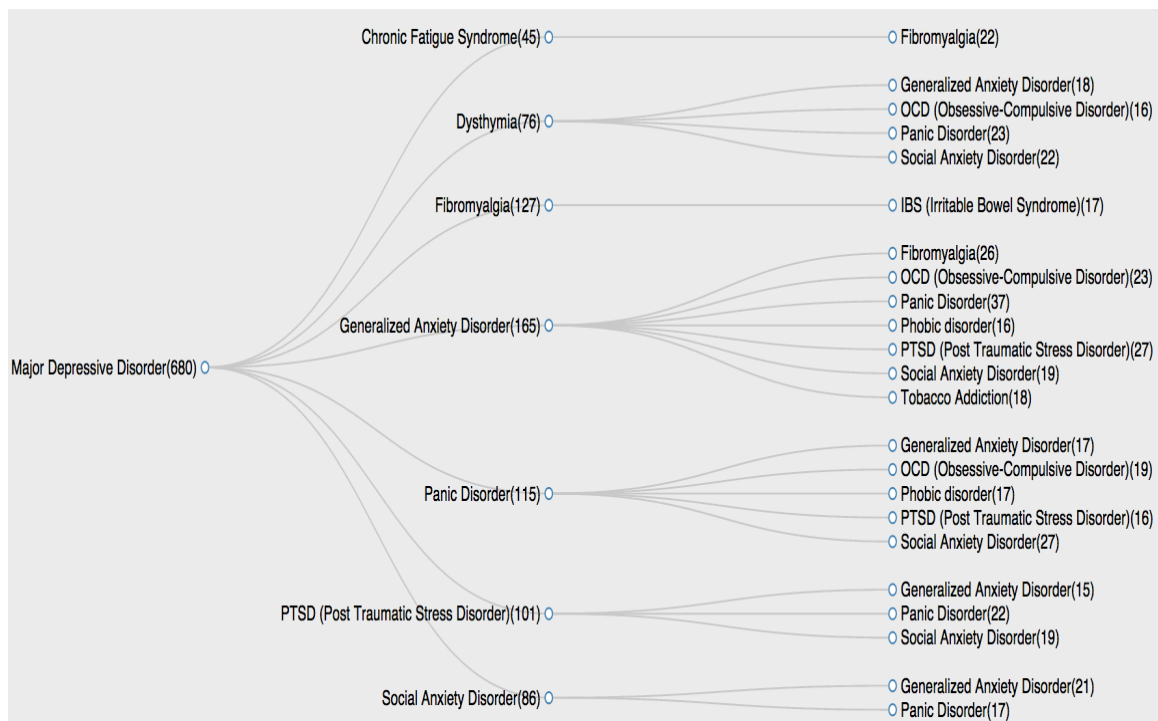 Chronic Fatigue Syndrome(45)
Fibromyalgia(22)
Generalized Anxiety Disorder(18)
OCD (Obsessive-Compulsive Disorder)(16)
Dysthymia(76)
Panic Disorder(23)
Social Anxiety Disorder(22)
Fibromyalgia(127)
IBS (Irritable Bowel Syndrome)(17)
Fibromyalgia(26)
OCD (Obsessive-Compulsive Disorder)(23)
Panic Disorder(37)
Generalized Anxiety Disorder(165)
Phobic disorder(16)
PTSD (Post Traumatic Stress Disorder)(27)
Major Depressive Disorder(680)
Social Anxiety Disorder(19)
Tobacco Addiction(18)
Generalized Anxiety Disorder(17)
OCD (Obsessive-Compulsive Disorder)(19)
Panic Disorder(115)
Phobic disorder(17)
PTSD (Post Traumatic Stress Disorder)(16)
Social Anxiety Disorder(27)
Generalized Anxiety Disorder(15)
PTSD (Post Traumatic Stress Disorder)(101)
Panic Disorder(22)
Social Anxiety Disorder(19)
Generalized Anxiety Disorder(21)
Social Anxiety Disorder(86)
Panic Disorder(17)